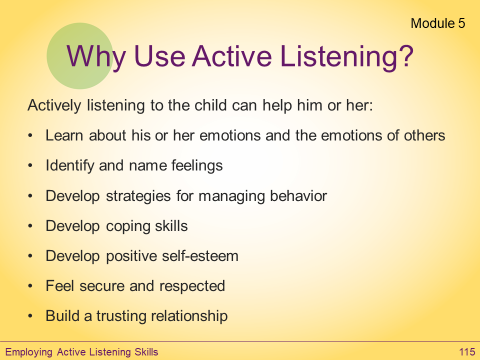 Module 5
Why Use Active Listening?
Actively listening to the child can help him or her:
• Learn about his or her emotions and the emotions of others
• Identify and name feelings
• Develop strategies for managing behavior
• Develop coping skills
• Develop positive self-esteem
• Feel secure and respected
• Build a trusting relationship
Employing Active Listening Skills 115